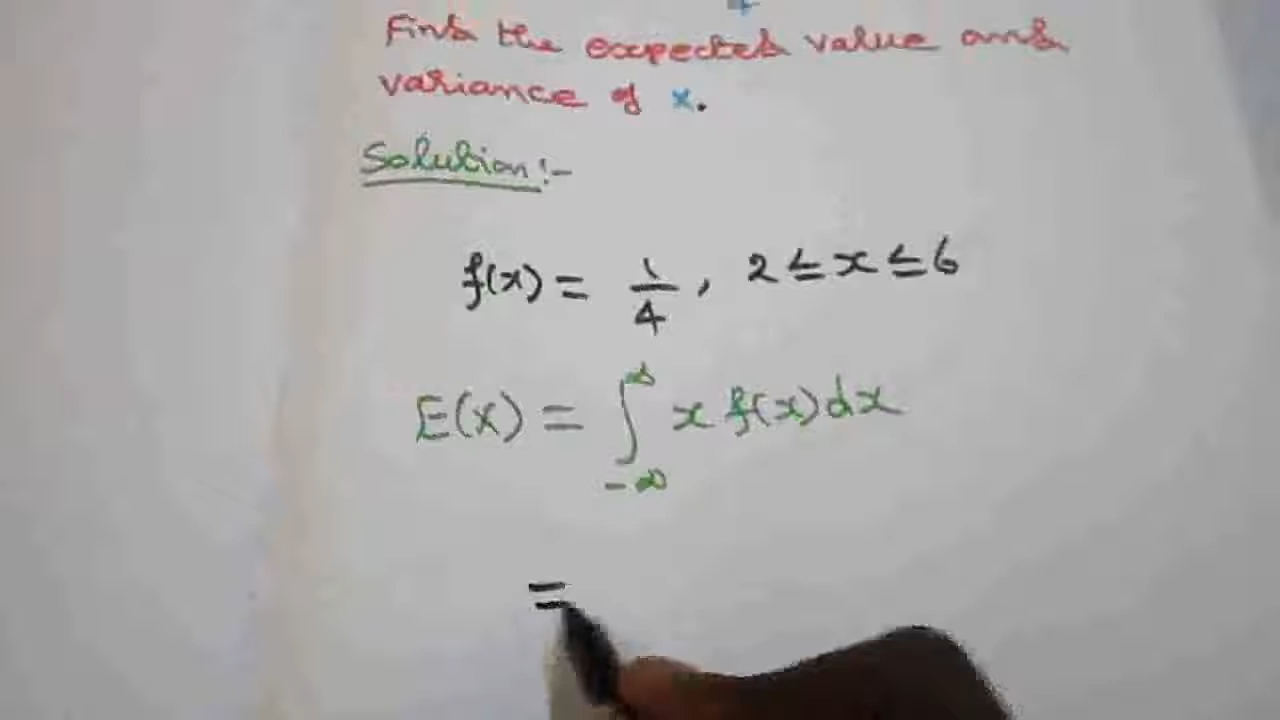 Find the expected value and
variance of x.
Solution:-
f(x) = 1/4, 2 ≤ x ≤ 6
E(x) = ∫_{-∞}^{∞} x f(x) dx
=